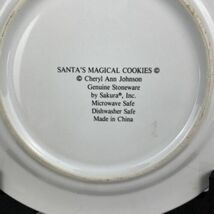 SANTA'S MAGICAL COOKIES ©
© Cheryl Ann Johnson
Genuine Stoneware
by Sakura®, Inc.
Microwave Safe
Dishwasher Safe
Made in China